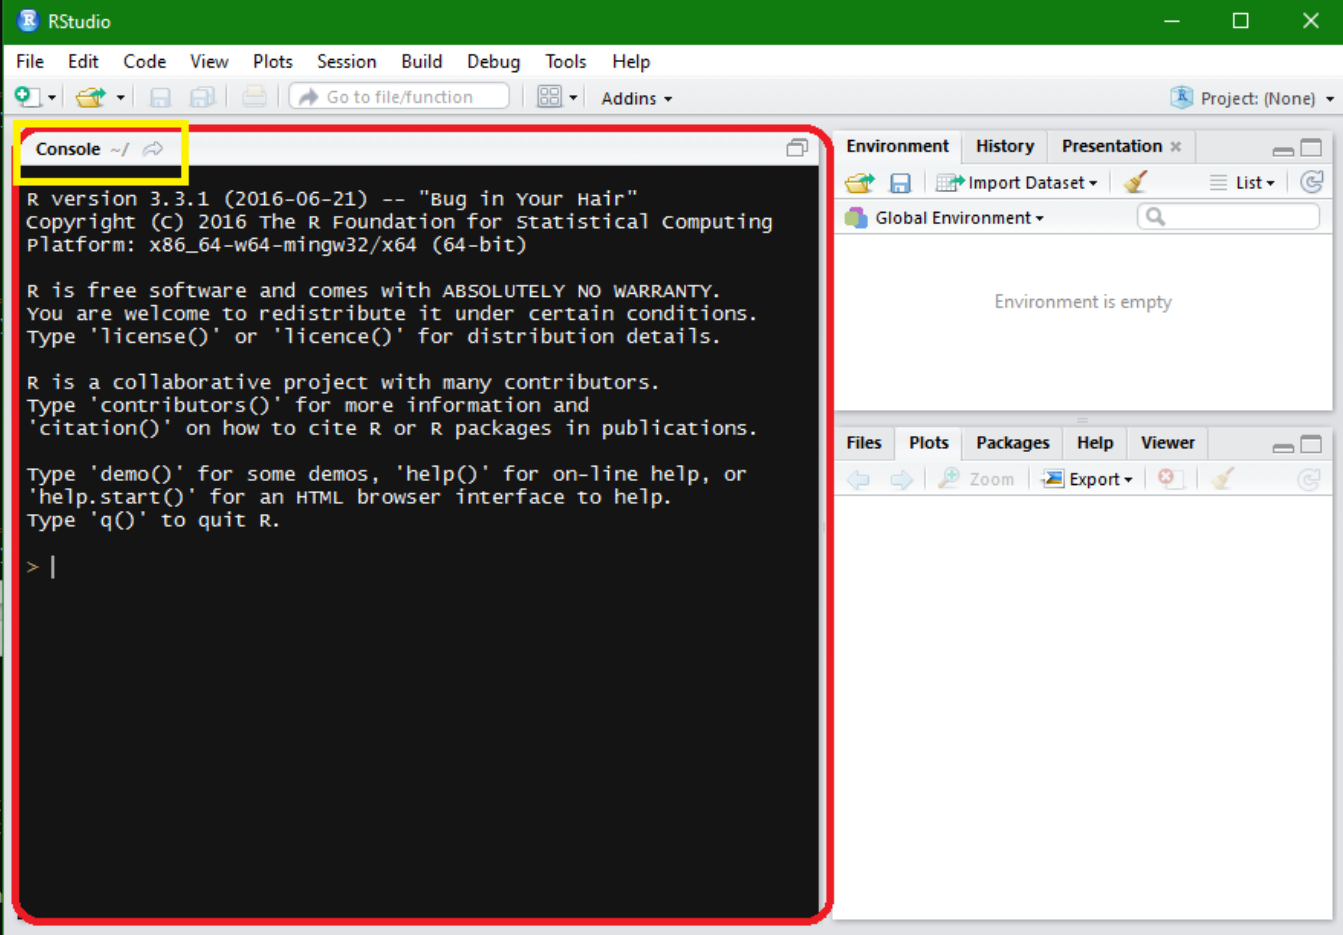 RStudio
File Edit Code View Plots Session Build Debug Tools Help
Go to file/function Addins Project: (None)
Console ~/
R version 3.3.1 (2016-06-21) -- "Bug in Your Hair"
Copyright (C) 2016 The R Foundation for Statistical Computing
Platform: x86_64-w64-mingw32/x64 (64-bit)
R is free software and comes with ABSOLUTELY NO WARRANTY.
You are welcome to redistribute it under certain conditions.
Type 'license()' or 'licence()' for distribution details.
R is a collaborative project with many contributors.
Type 'contributors()' for more information and
'citation()' on how to cite R or R packages in publications.
Type 'demo()' for some demos, 'help()' for on-line help, or
'help.start()' for an HTML browser interface to help.
Type 'q()' to quit R.
>
Environment History Presentation
Import Dataset List
Global Environment
Environment is empty
Files Plots Packages Help Viewer
Zoom Export